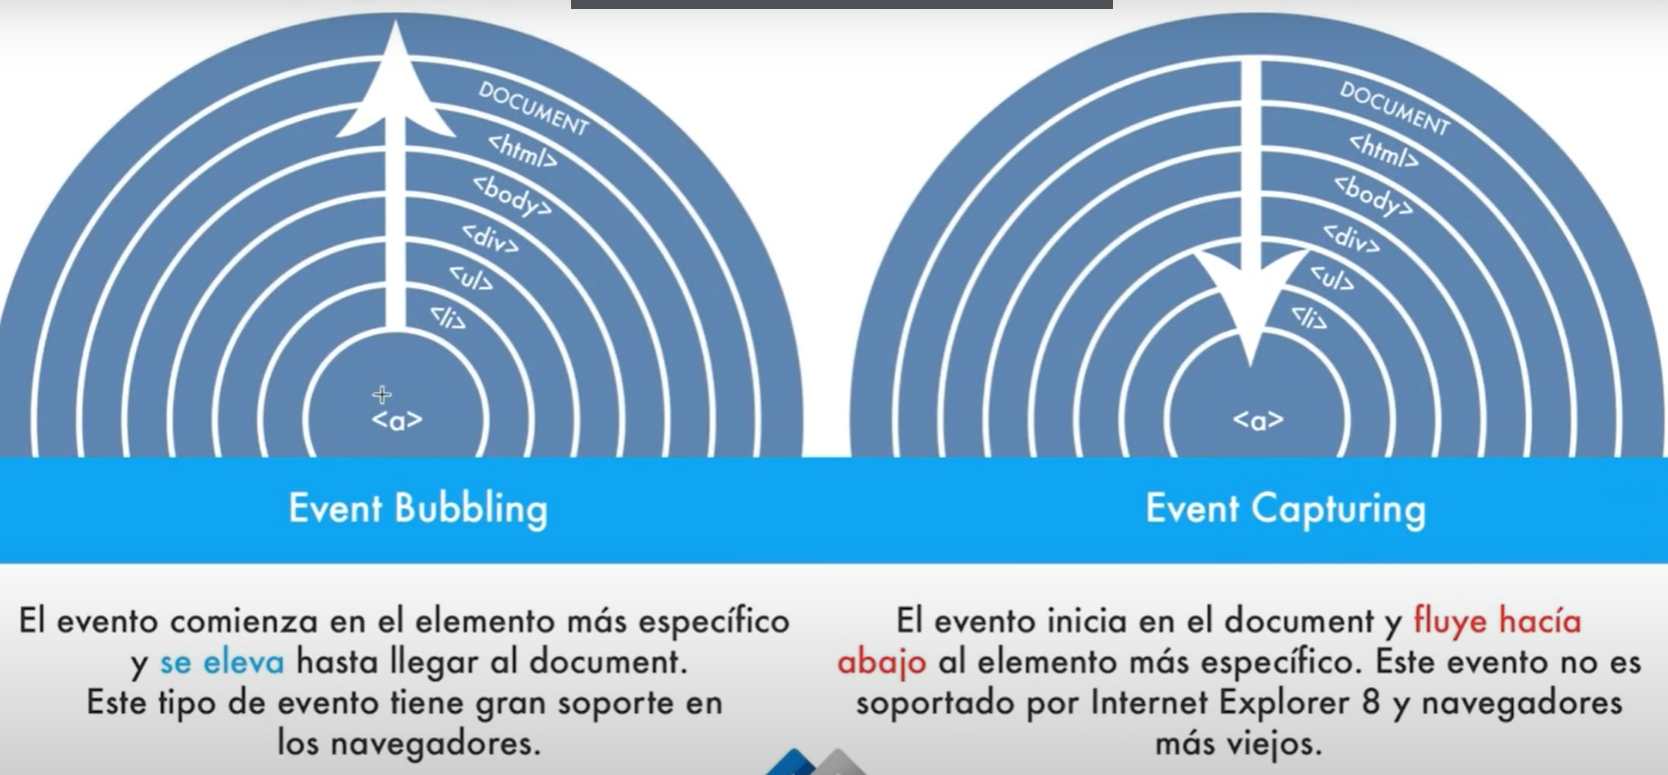 DOCUMENT
<html>
<body>
<div>
<ul>
<li>
<a>
Event Bubbling
El evento comienza en el elemento más específico
y se eleva hasta llegar al document.
Este tipo de evento tiene gran soporte en
los navegadores.
DOCUMENT
<html>
<body>
<div>
<ul>
<li>
<a>
Event Capturing
El evento inicia en el document y fluye hacía
abajo al elemento más específico. Este evento no es
soportado por Internet Explorer 8 y navegadores
más viejos.